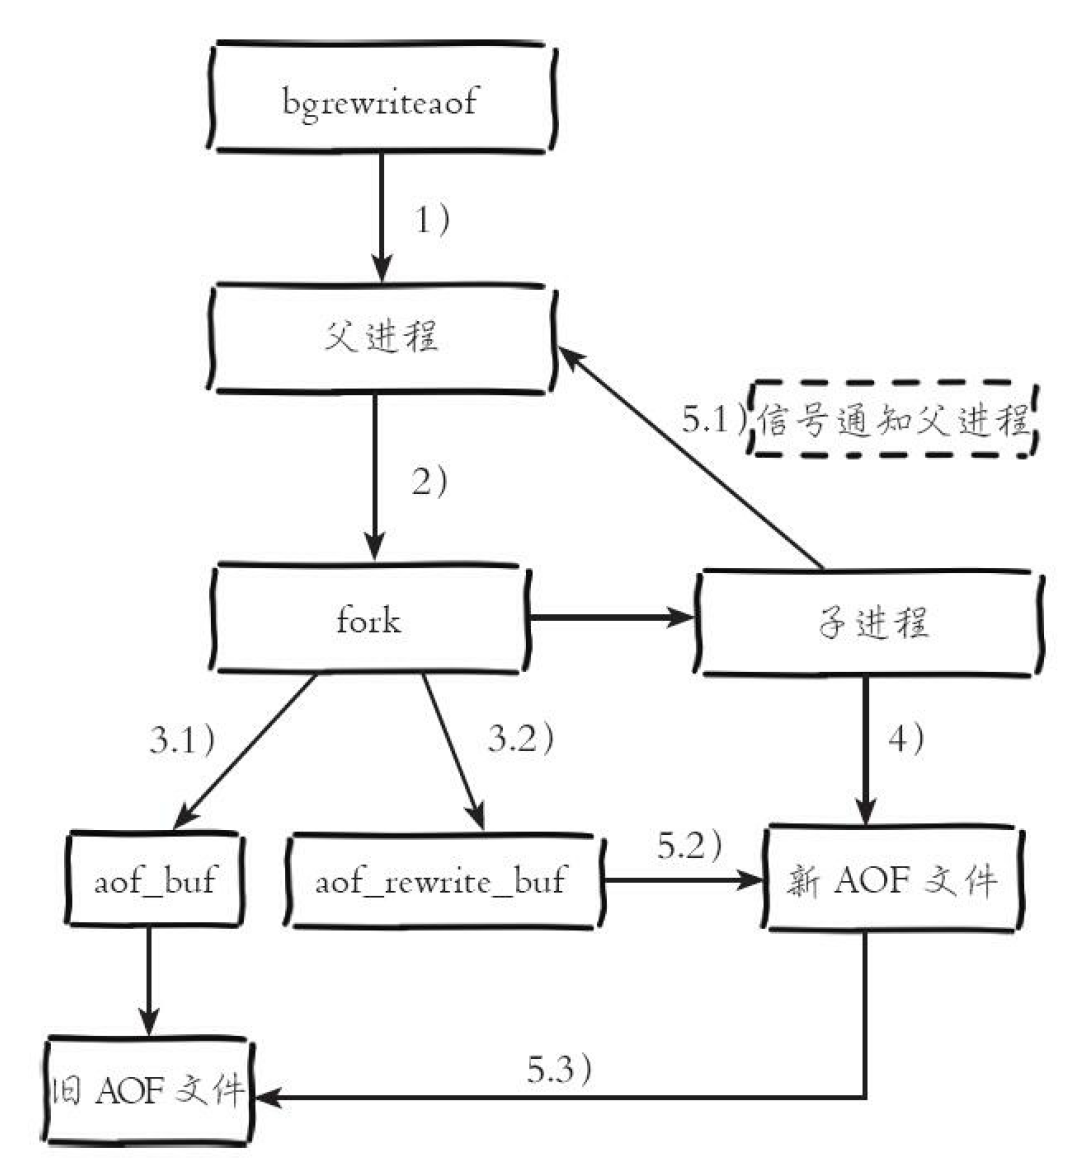 bgrewriteaof
1)
父进程
5.1)信号通知父进程
2)
fork
子进程
3.1)
3.2)
4)
aof_buf
aof_rewrite_buf
5.2)
新 AOF 文件
5.3)
旧 AOF 文件